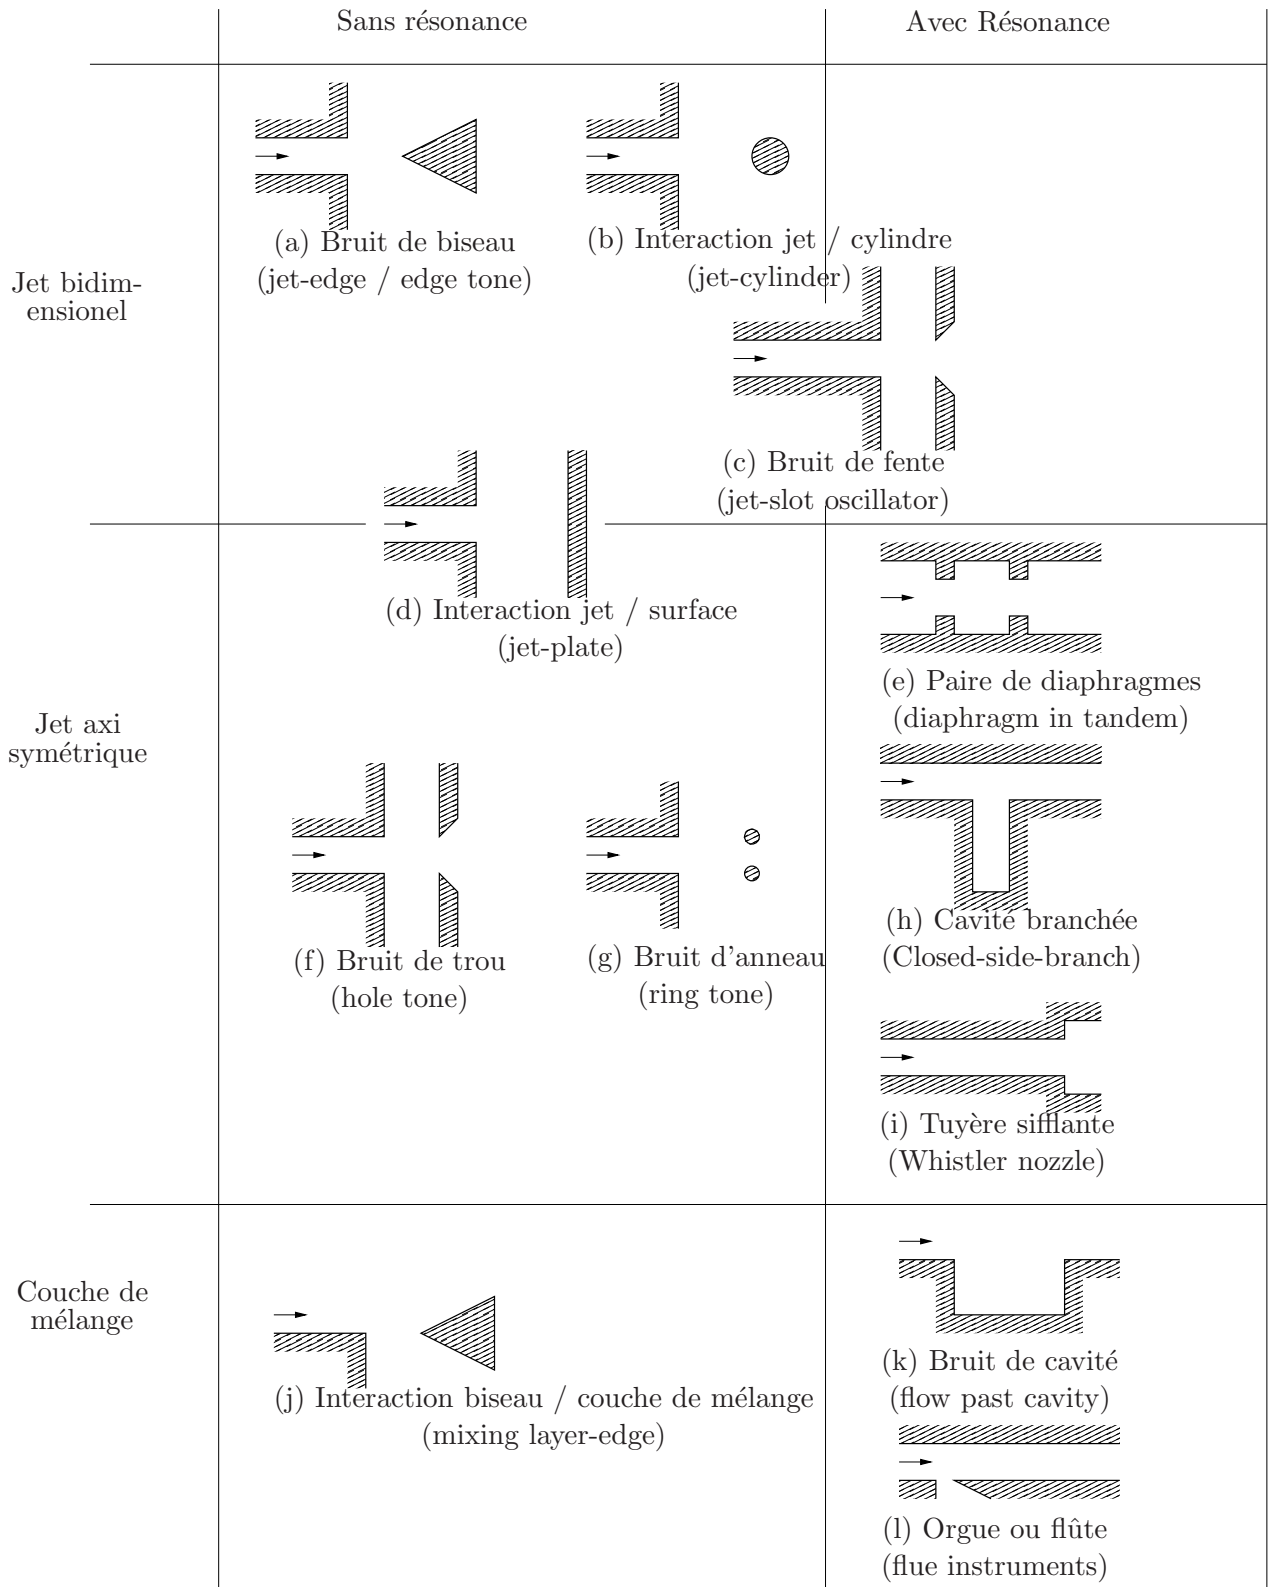 Sans résonance
Avec Résonance
Jet bidim-
ensionel
(a) Bruit de biseau
(jet-edge / edge tone)
(b) Interaction jet / cylindre
(jet-cylinder)
(c) Bruit de fente
(jet-slot oscillator)
(d) Interaction jet / surface
(jet-plate)
Jet axi
symétrique
(e) Paire de diaphragmes
(diaphragm in tandem)
(f) Bruit de trou
(hole tone)
(g) Bruit d'anneau
(ring tone)
(h) Cavité branchée
(Closed-side-branch)
(i) Tuyère sifflante
(Whistler nozzle)
Couche de
mélange
(j) Interaction biseau / couche de mélange
(mixing layer-edge)
(k) Bruit de cavité
(flow past cavity)
(l) Orgue ou flûte
(flue instruments)